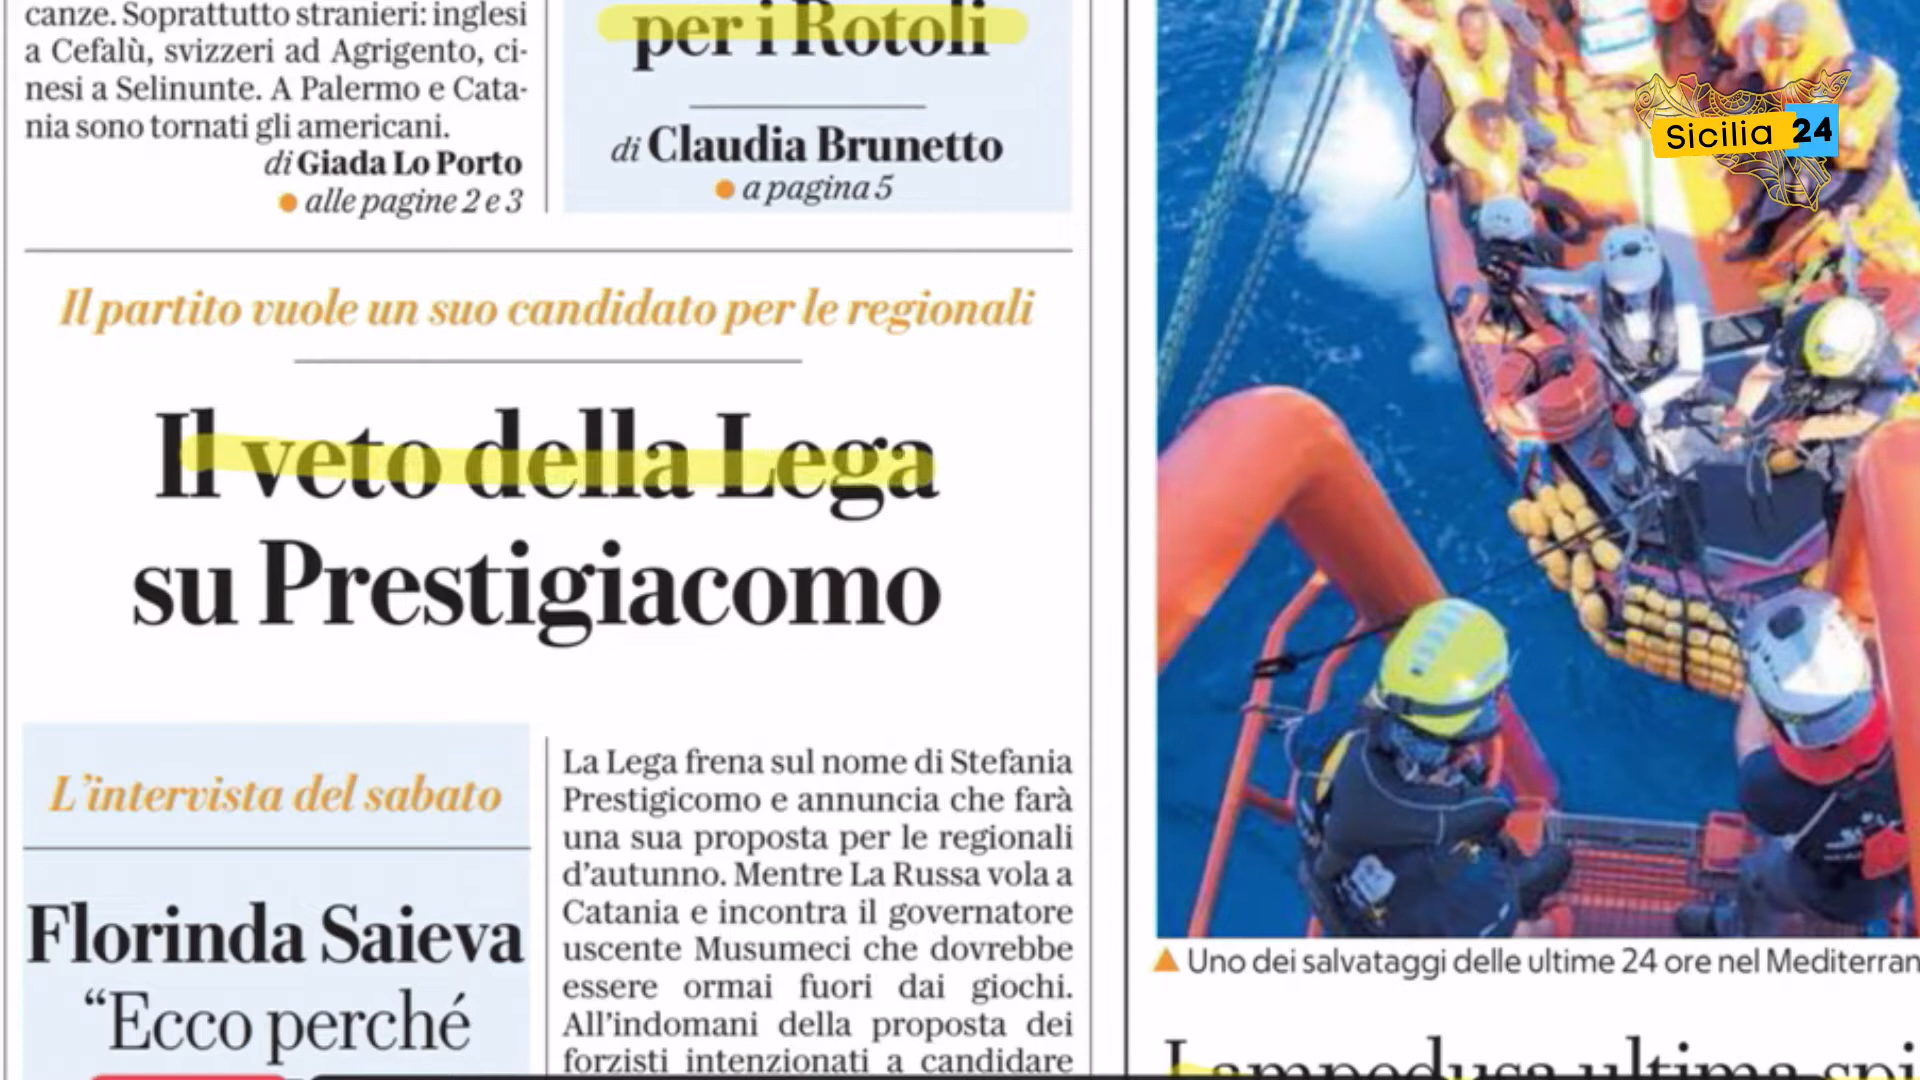 canze. Soprattutto stranieri: inglesi
a Cefalù, svizzeri ad Agrigento, ci-
nesi a Selinunte. A Palermo e Cata-
nia sono tornati gli americani.
di Giada Lo Porto
● alle pagine 2 e 3
per i Rotoli
di Claudia Brunetto
● a pagina 5
Il partito vuole un suo candidato per le regionali
Il veto della Lega
su Prestigiacomo
L'intervista del sabato
Florinda Saieva
“Ecco perché
La Lega frena sul nome di Stefania
Prestigicomo e annuncia che farà
una sua proposta per le regionali
d'autunno. Mentre La Russa vola a
Catania e incontra il governatore
uscente Musumeci che dovrebbe
essere ormai fuori dai giochi.
All'indomani della proposta dei
forzisti intenzionati a candidare
Sicilia 24
▲ Uno dei salvataggi delle ultime 24 ore nel Mediterran
Lampedusa ultima spi